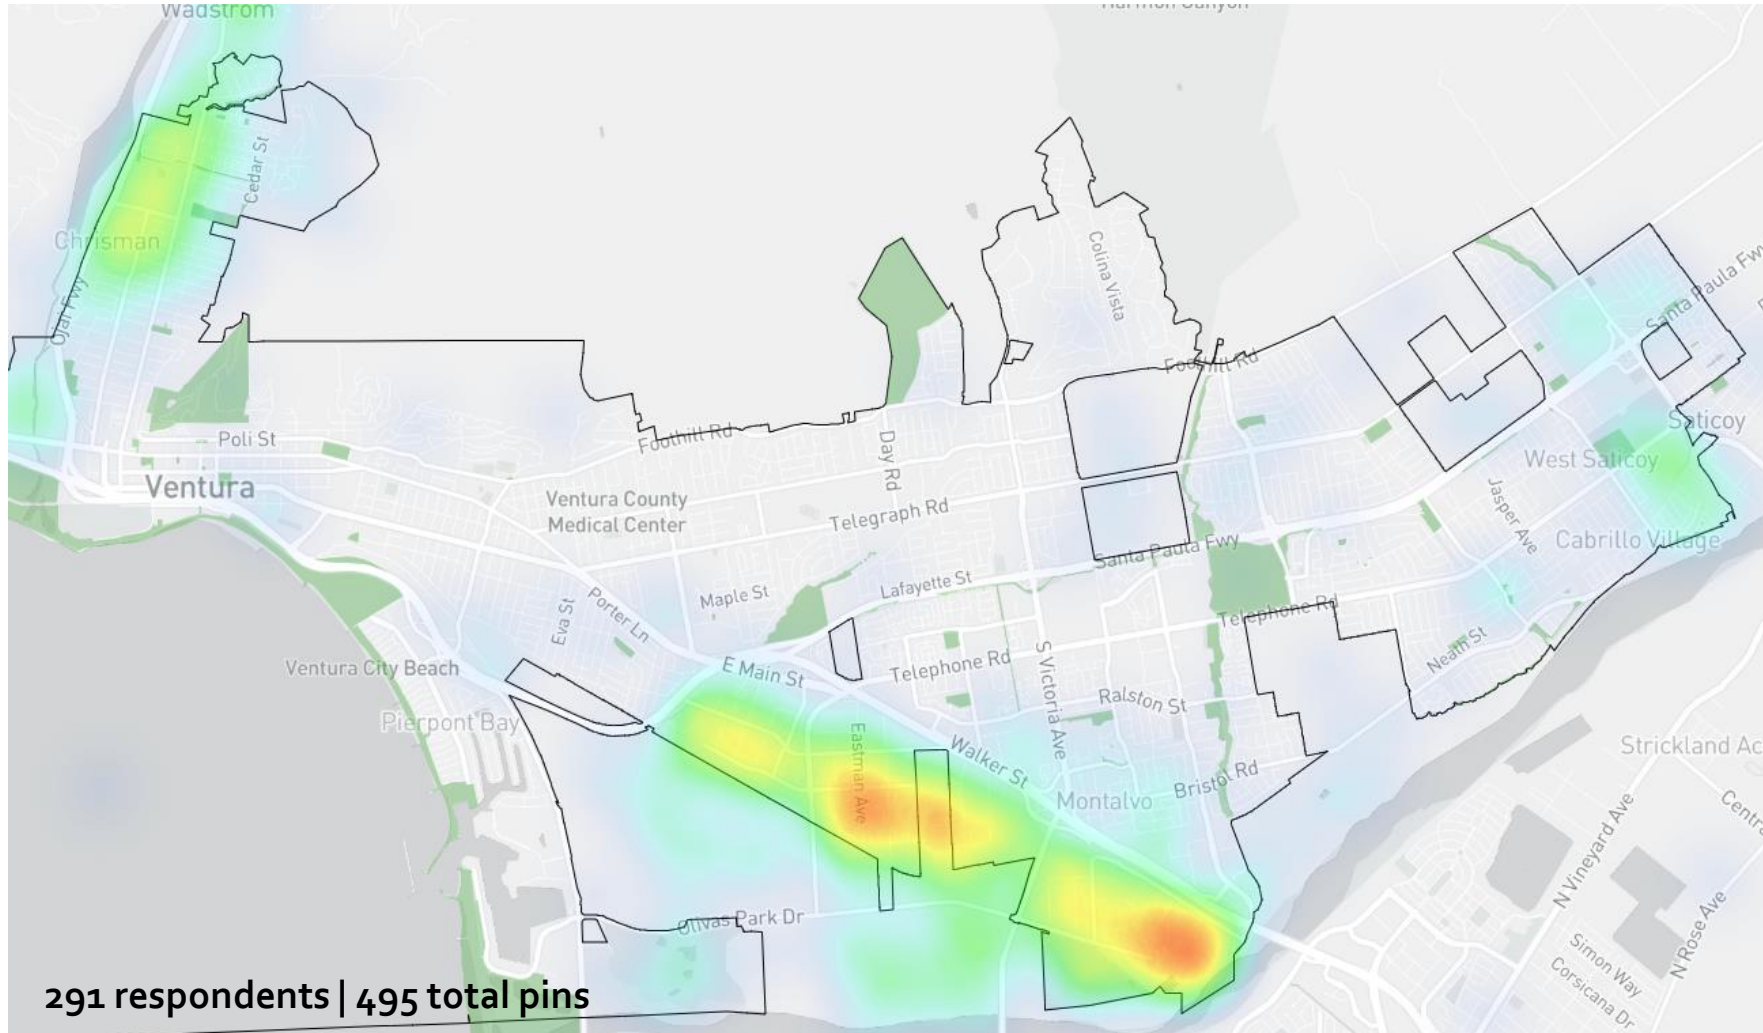 Wadstrom
Harmon Canyon
Cedar St
Chrisman
Ojai Fwy
Colina Vista
Santa Paula Fwy
Foothill Rd
Poli St
Foothill Rd
Day Rd
Saticoy
West Saticoy
Ventura
Ventura County
Medical Center
Telegraph Rd
Jasper Ave
Cabrillo Village
Santa Paula Fwy
Lafayette St
Maple St
Porter Ln
Eva St
Telephone Rd
Neath St
Ventura City Beach
E Main St
Telephone Rd
S Victoria Ave
Ralston St
Pierpont Bay
Eastman Ave
Walker St
Bristol Rd
Montalvo
Strickland Ac
N Vineyard Ave
Centra
Olivas Park Dr
N Rose Ave
Simon Way
Corsicana Dr
291 respondents | 495 total pins